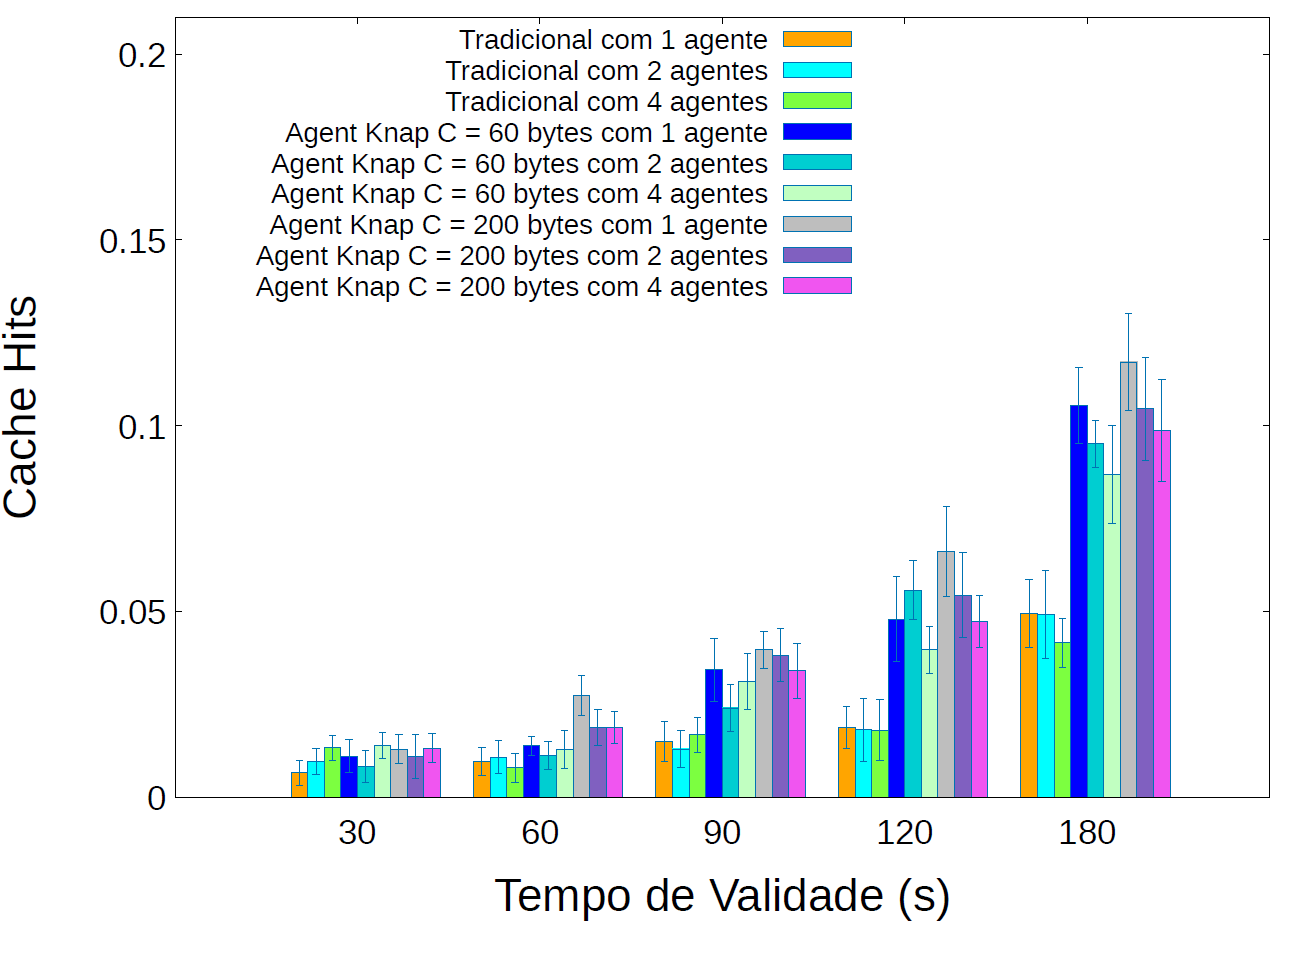 0.2
0.15
0.1
0.05
0
Cache Hits
Tradicional com 1 agente
Tradicional com 2 agentes
Tradicional com 4 agentes
Agent Knap C = 60 bytes com 1 agente
Agent Knap C = 60 bytes com 2 agentes
Agent Knap C = 60 bytes com 4 agentes
Agent Knap C = 200 bytes com 1 agente
Agent Knap C = 200 bytes com 2 agentes
Agent Knap C = 200 bytes com 4 agentes
30 60 90 120 180
Tempo de Validade (s)